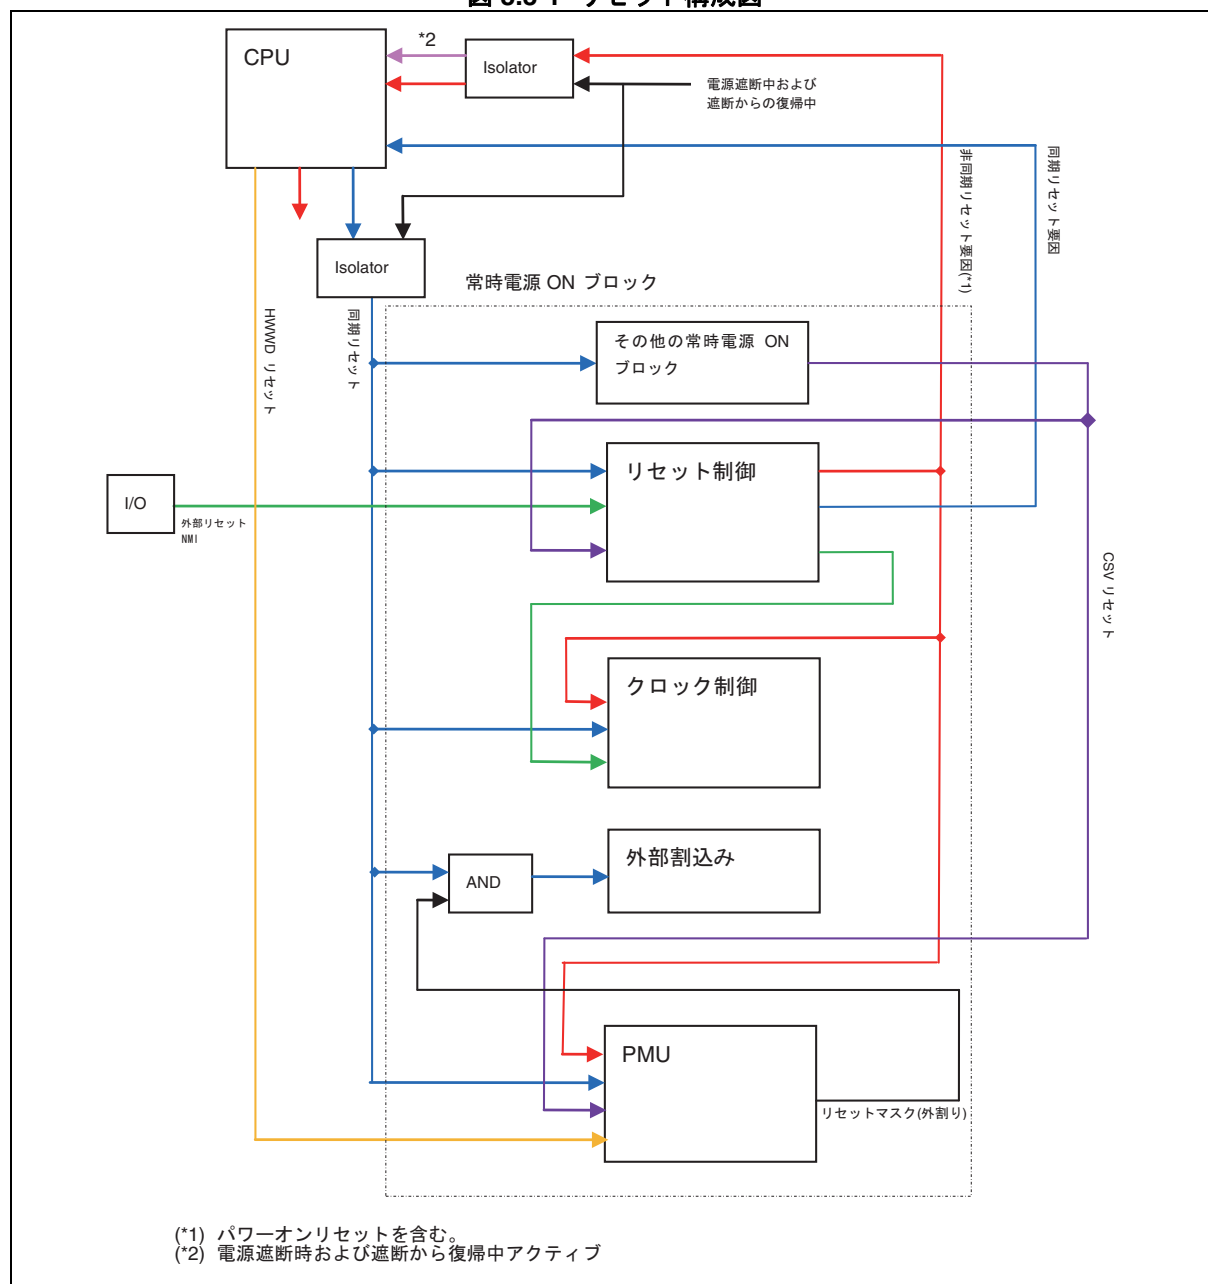 CPU
*2
Isolator
電源遮断中および
遮断からの復帰中
非同期リセット要因(*1)
同期リセット要因
Isolator
常時電源 ON ブロック
HWWD リセット
同期リセット
その他の常時電源 ON
ブロック
リセット制御
I/O
外部リセット
NMI
CSV リセット
クロック制御
外部割込み
AND
PMU
リセットマスク(外割り)
(*1) パワーオンリセットを含む。
(*2) 電源遮断時および遮断から復帰中アクティブ